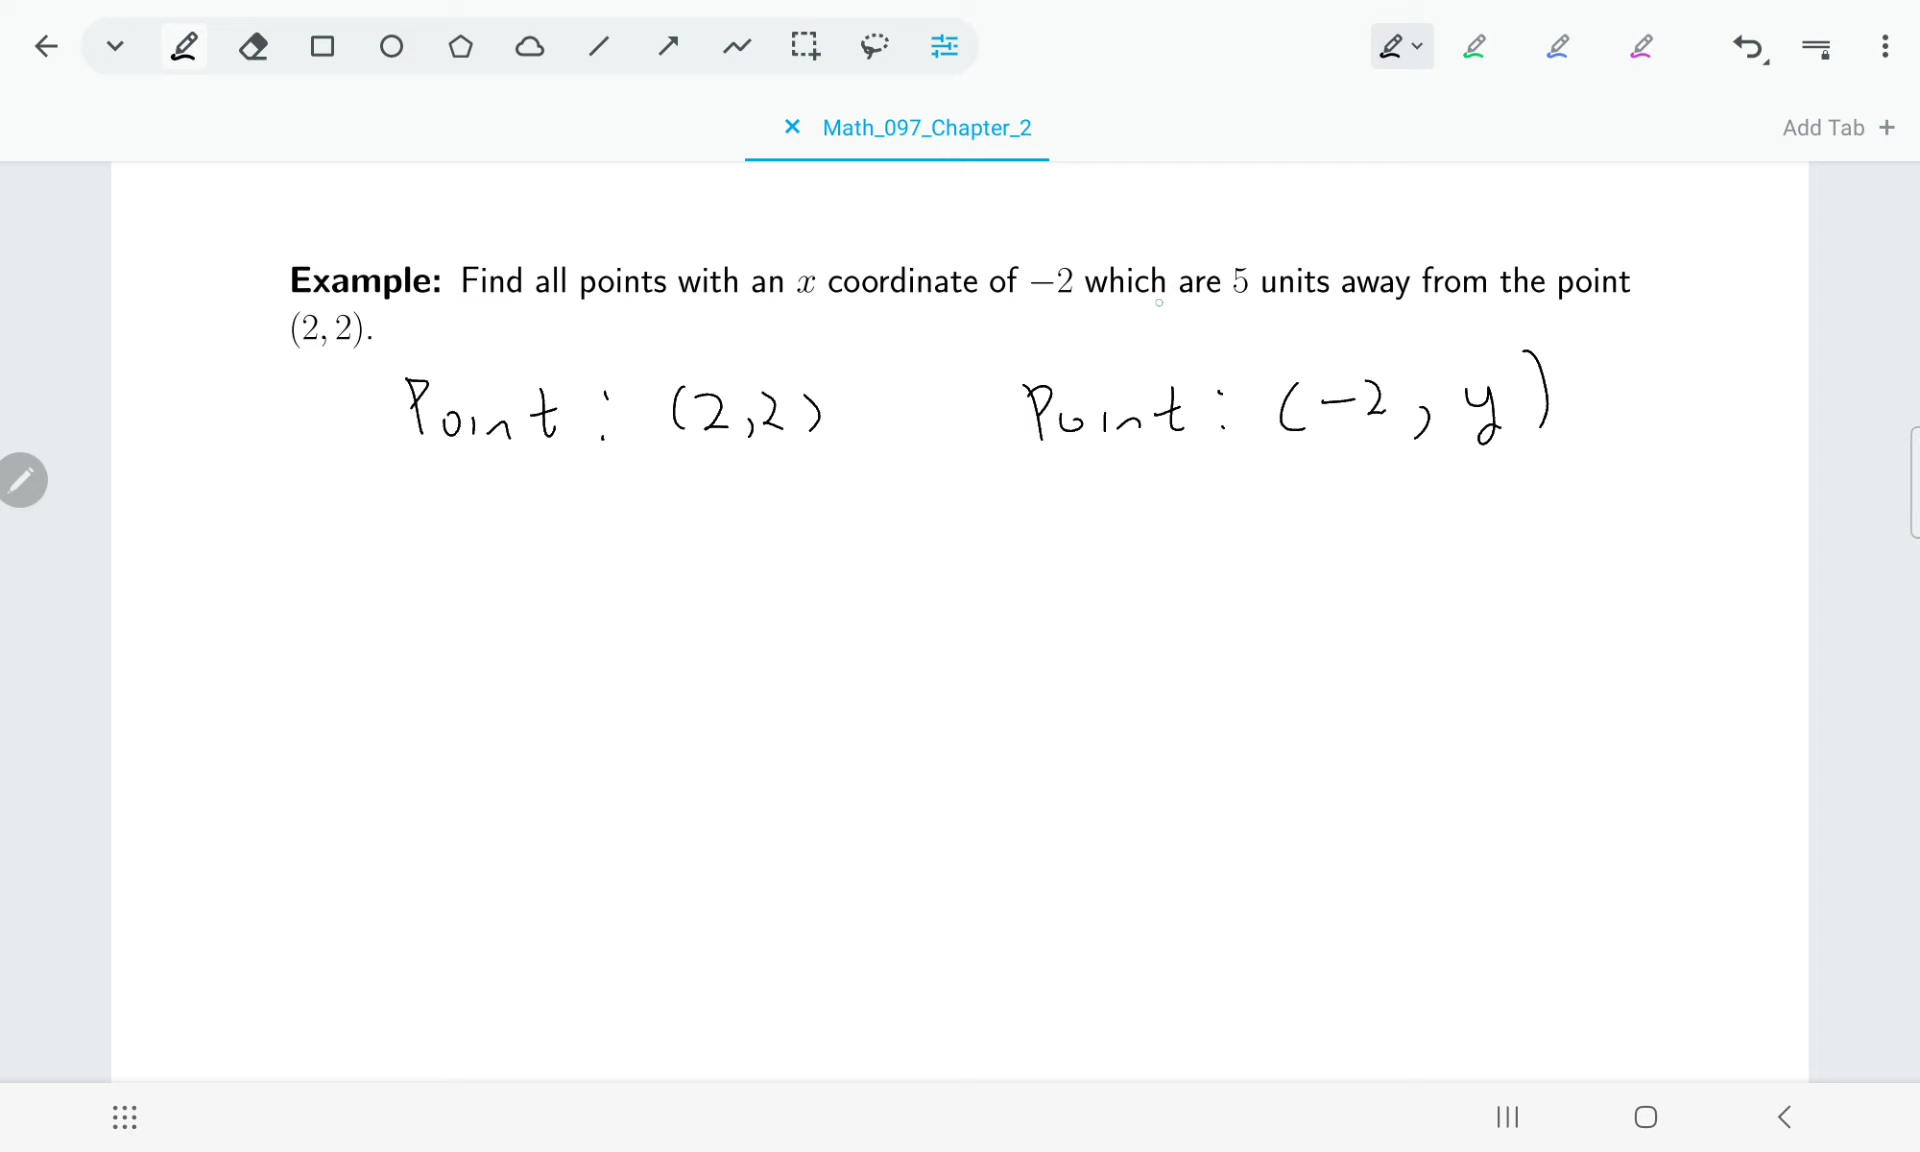 Math_097_Chapter_2
Add Tab +
Example: Find all points with an x coordinate of −2 which are 5 units away from the point
(2, 2).
Point : (2,2) Point : (-2, y)